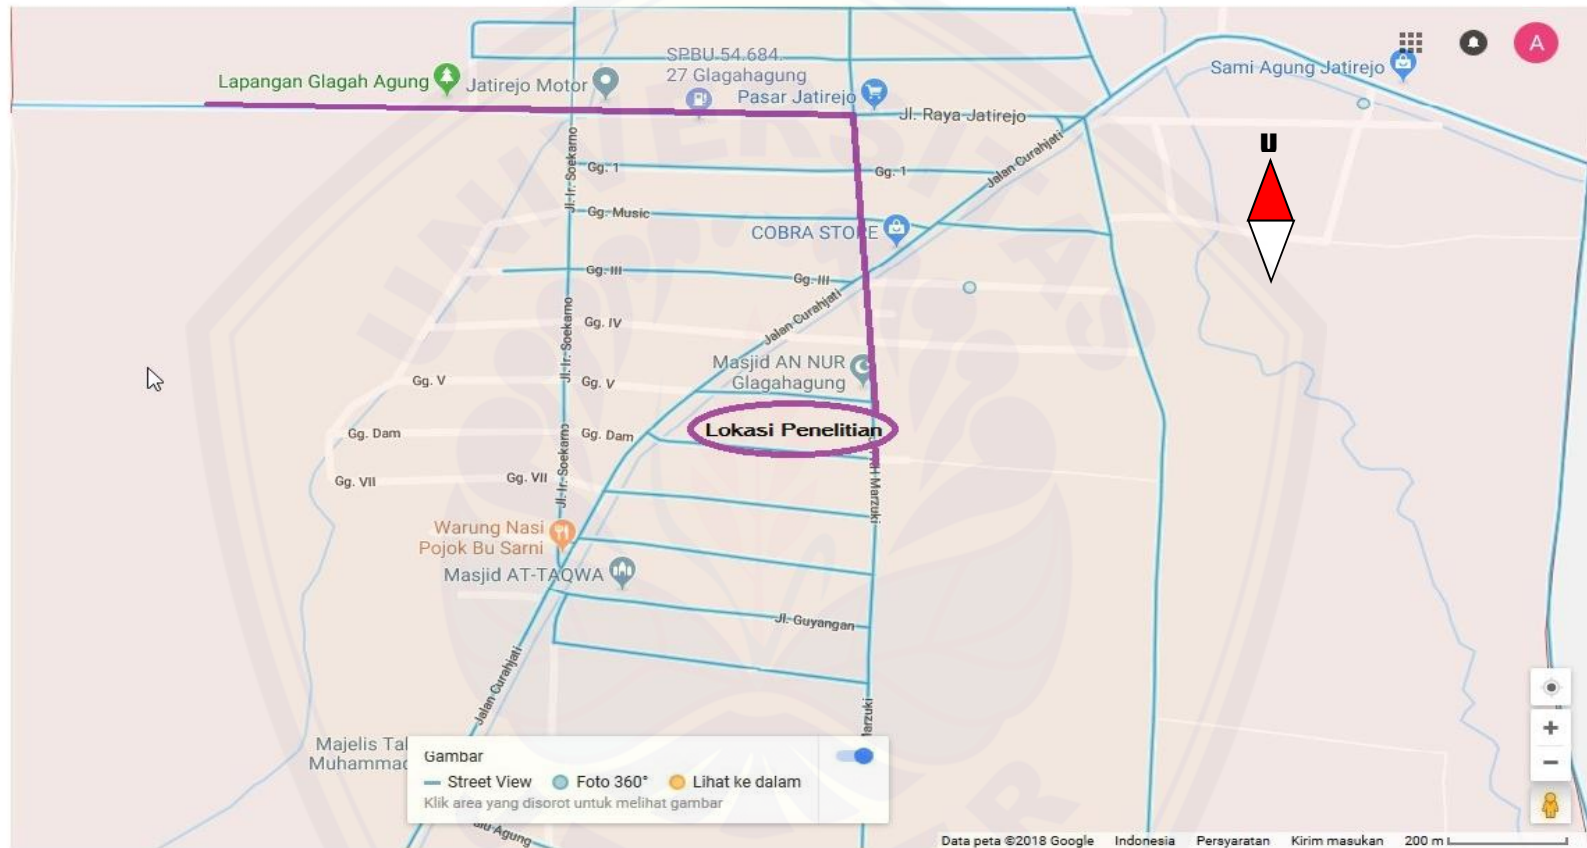 SPBU 54.684.
27 Glagahagung
Lapangan Glagah Agung
Jatirejo Motor
Pasar Jatirejo
Sami Agung Jatirejo
A
Jl. Raya Jatirejo
U
Jl. Ir. Soekarno
Gg. 1
Gg. 1
Jalan Curahjati
Gg. Music
COBRA STORE
Gg. III
Gg. III
Jalan Curahjati
Gg. IV
Jl. Ir. Soekarno
Masjid AN NUR
Glagahagung
Gg. V
Gg. V
Lokasi Penelitian
Gg. Dam
Gg. Dam
Jl. Ir. Soekarno
Gg. VII
Gg. VII
H Marzuki
Warung Nasi
Pojok Bu Sarni
Masjid AT-TAQWA
Jl. Guyangan
Jalan Curahjati
Marzuki
Majelis Ta
Muhammad
Gambar
Street View
Foto 360°
Lihat ke dalam
Klik area yang disorot untuk melihat gambar
Agung
Data peta ©2018 Google
Indonesia
Persyaratan
Kirim masukan
200 m
UNIVERSITAS